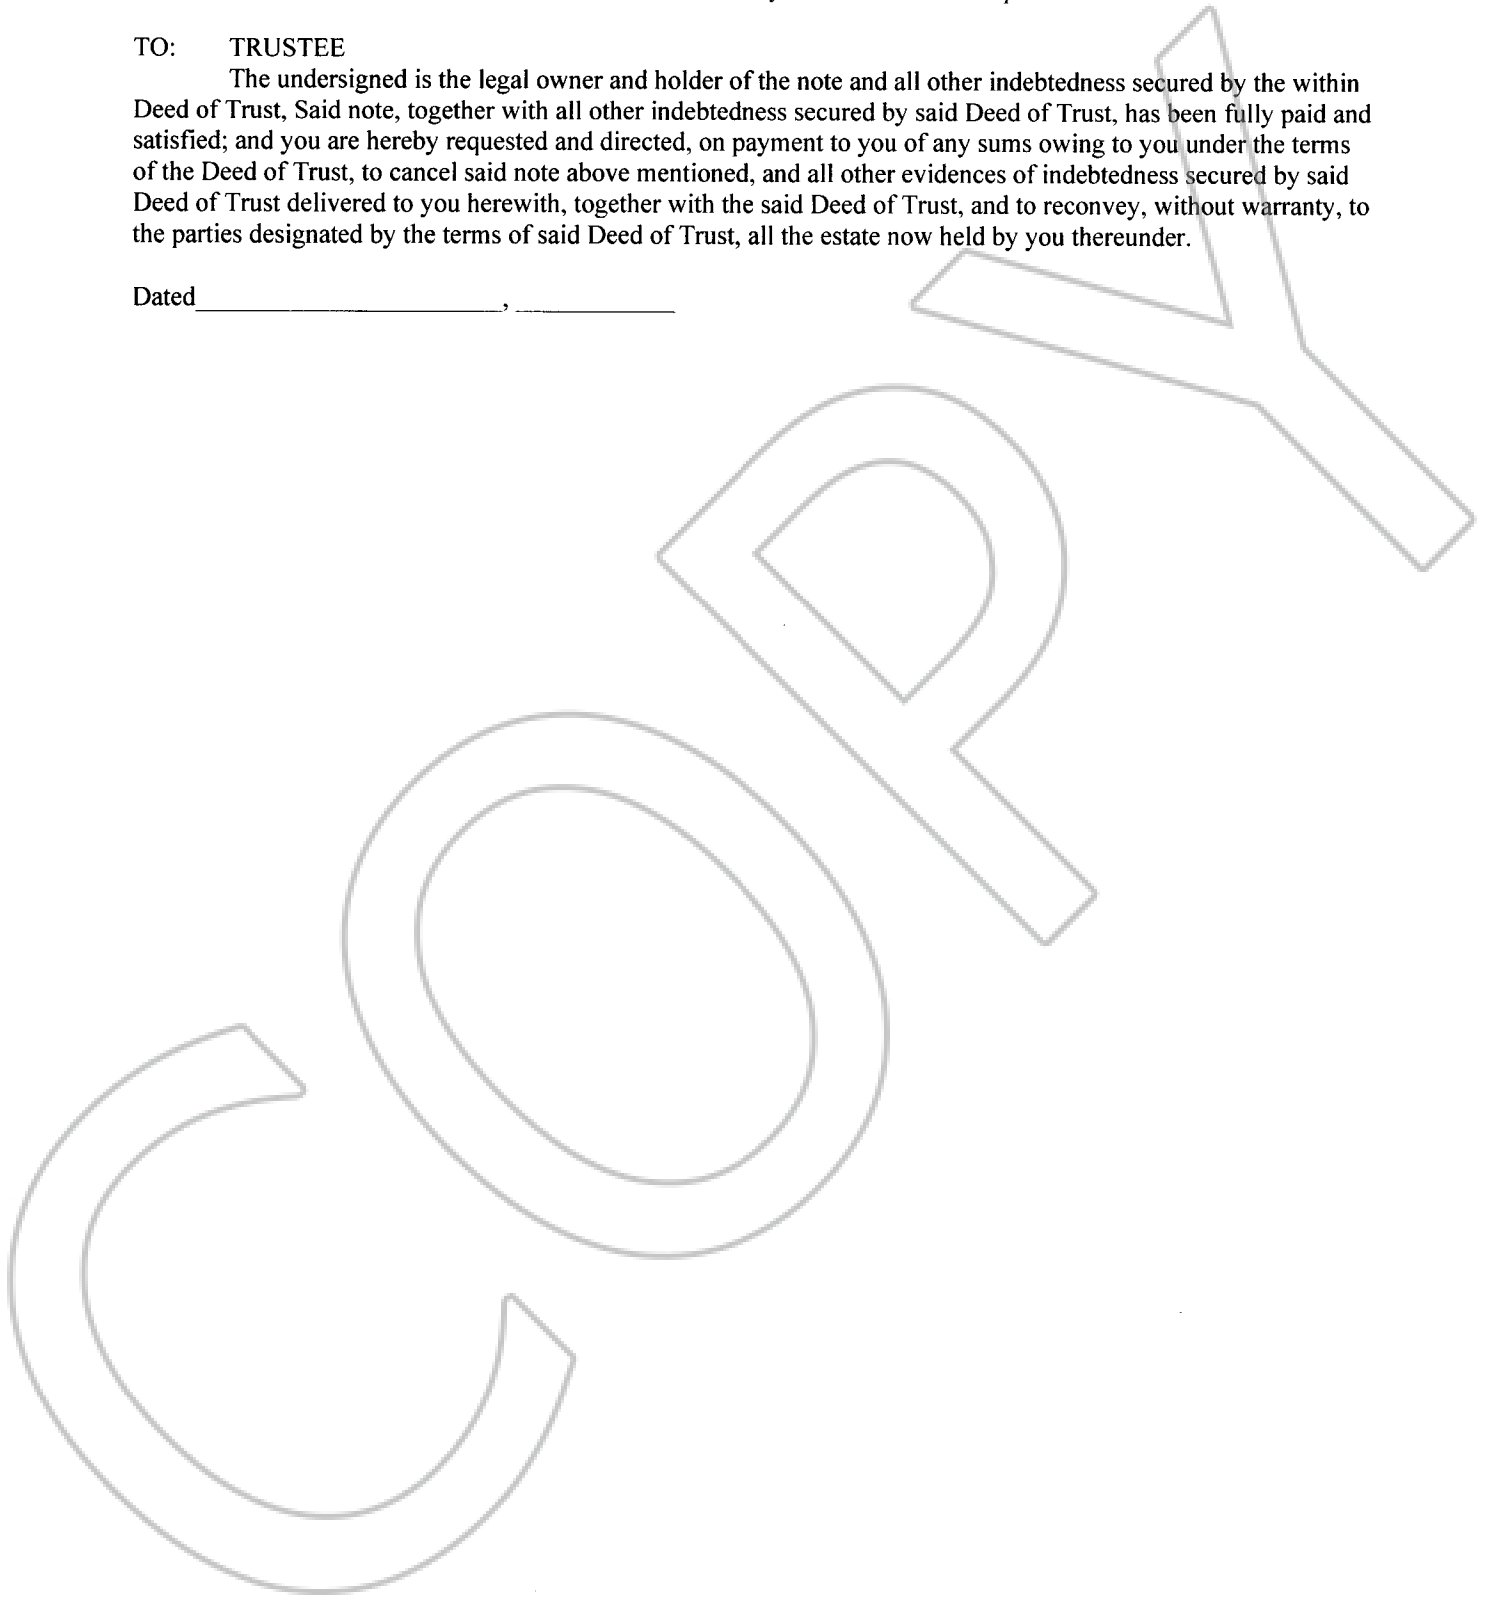 TO: TRUSTEE
The undersigned is the legal owner and holder of the note and all other indebtedness secured by the within
Deed of Trust, Said note, together with all other indebtedness secured by said Deed of Trust, has been fully paid and
satisfied; and you are hereby requested and directed, on payment to you of any sums owing to you under the terms
of the Deed of Trust, to cancel said note above mentioned, and all other evidences of indebtedness secured by said
Deed of Trust delivered to you herewith, together with the said Deed of Trust, and to reconvey, without warranty, to
the parties designated by the terms of said Deed of Trust, all the estate now held by you thereunder.
Dated____________________, __________
COPY